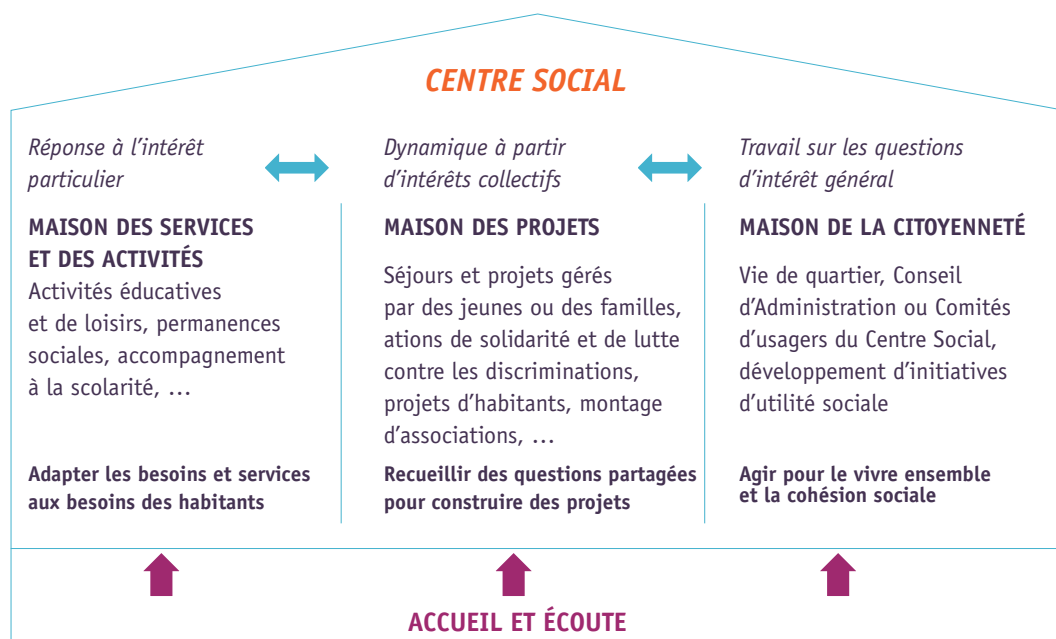 CENTRE SOCIAL
Réponse à l'intérêt
particulier
MAISON DES SERVICES
ET DES ACTIVITÉS
Activités éducatives
et de loisirs, permanences
sociales, accompagnement
à la scolarité, …
Adapter les besoins et services
aux besoins des habitants
Dynamique à partir
d'intérêts collectifs
MAISON DES PROJETS
Séjours et projets gérés
par des jeunes ou des familles,
ations de solidarité et de lutte
contre les discriminations,
projets d'habitants, montage
d'associations, …
Recueillir des questions partagées
pour construire des projets
Travail sur les questions
d'intérêt général
MAISON DE LA CITOYENNETÉ
Vie de quartier, Conseil
d'Administration ou Comités
d'usagers du Centre Social,
développement d'initiatives
d'utilité sociale
Agir pour le vivre ensemble
et la cohésion sociale
ACCUEIL ET ÉCOUTE